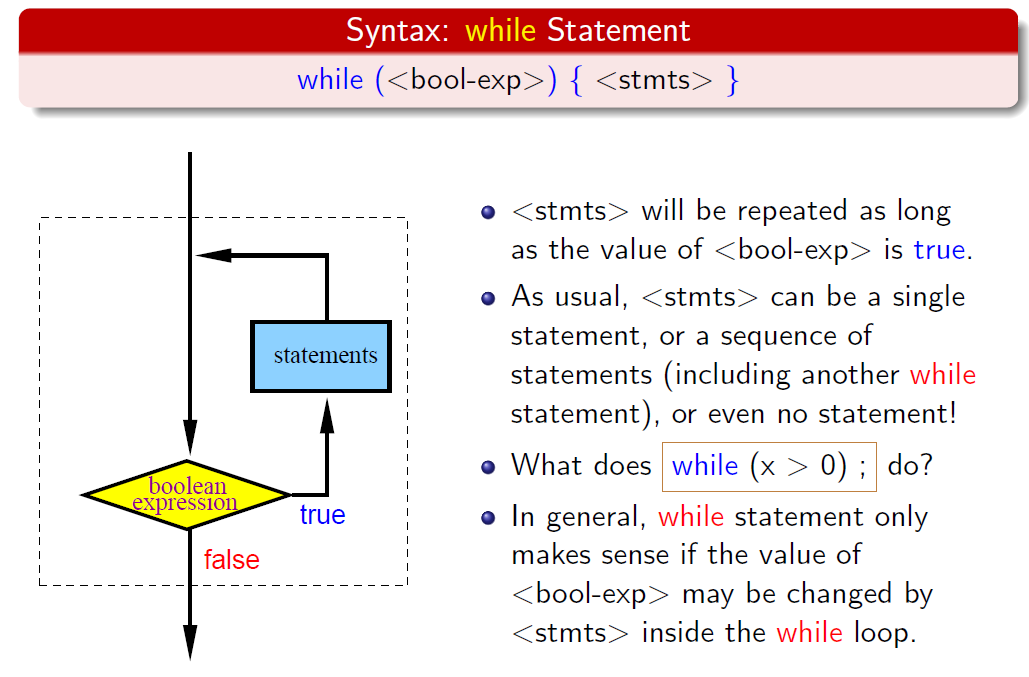 Syntax: while Statement
while (<bool-exp>) { <stmts> }
statements
boolean
expression
true
false
<stmts> will be repeated as long
as the value of <bool-exp> is true.
As usual, <stmts> can be a single
statement, or a sequence of
statements (including another while
statement), or even no statement!
What does while (x > 0) ; do?
In general, while statement only
makes sense if the value of
<bool-exp> may be changed by
<stmts> inside the while loop.